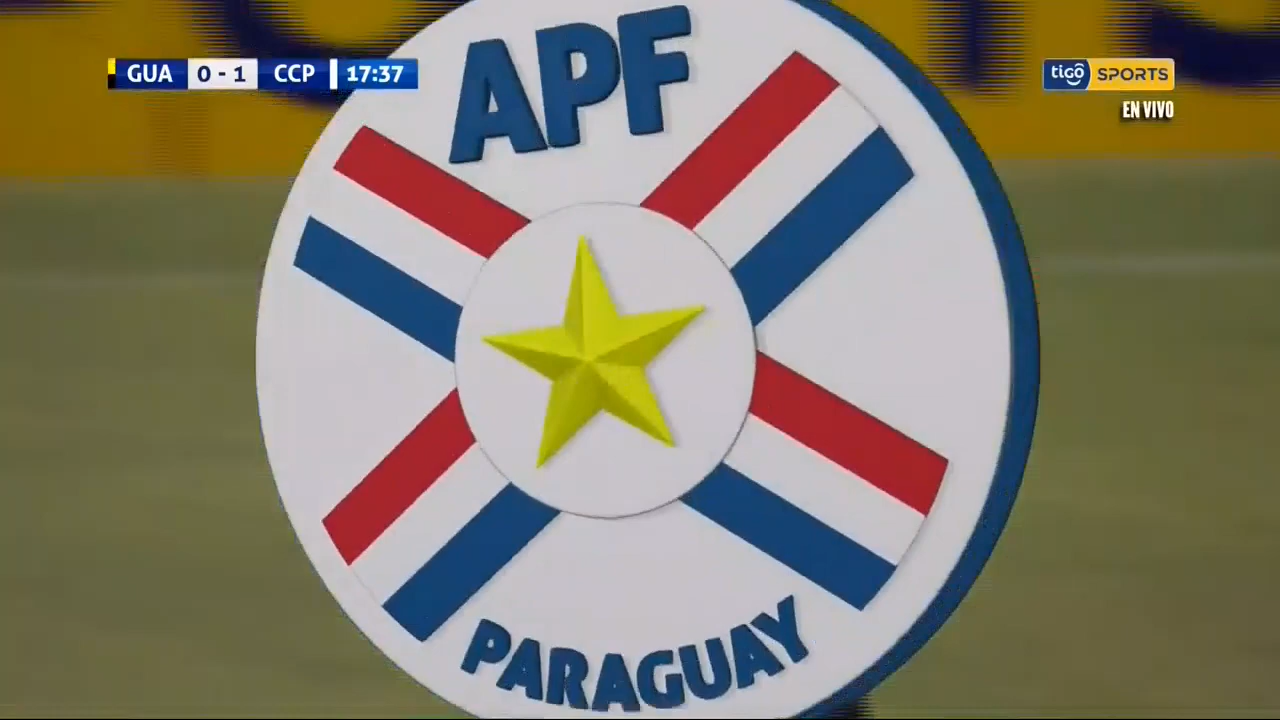 GUA 0 - 1 CCP 17:37
tigo SPORTS
EN VIVO
APF
PARAGUAY